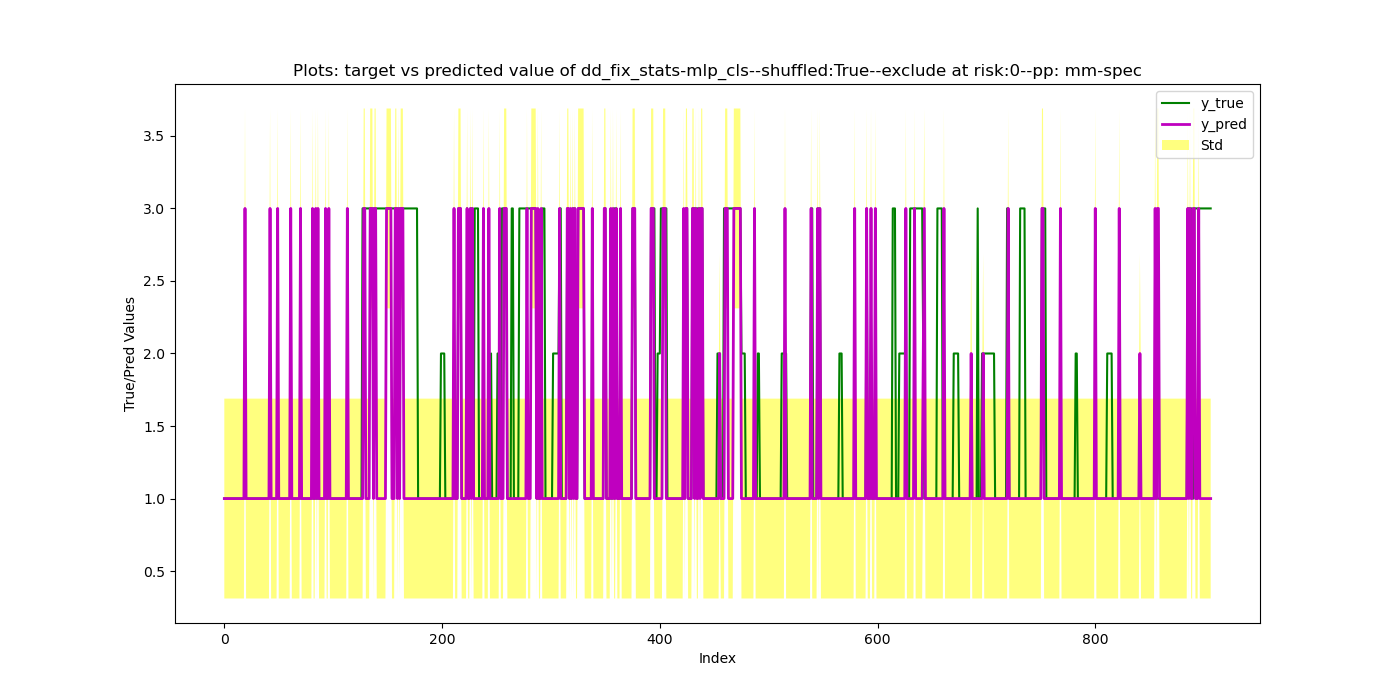 Plots: target vs predicted value of dd_fix_stats-mlp_cls--shuffled:True--exclude at risk:0--pp: mm-spec
y_true
y_pred
Std
3.5
3.0
2.5
2.0
1.5
1.0
0.5
True/Pred Values
0
200
400
600
800
Index